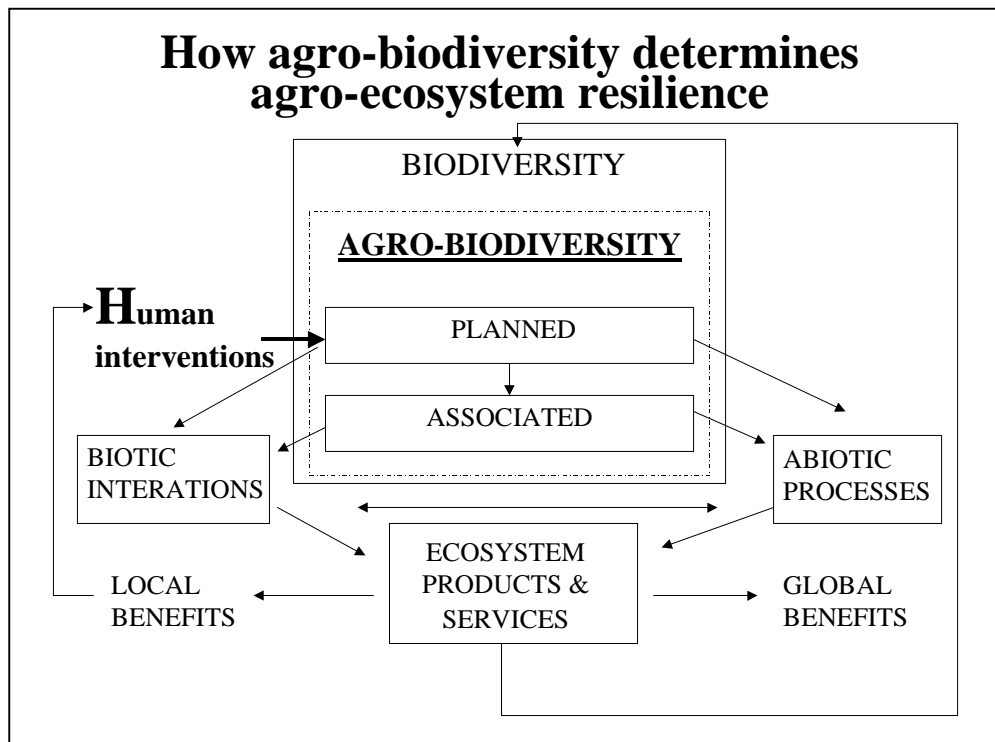 How agro-biodiversity determines
agro-ecosystem resilience
BIODIVERSITY
AGRO-BIODIVERSITY
Human
interventions
PLANNED
ASSOCIATED
BIOTIC
INTERATIONS
ABIOTIC
PROCESSES
ECOSYSTEM
PRODUCTS &
SERVICES
LOCAL
BENEFITS
GLOBAL
BENEFITS